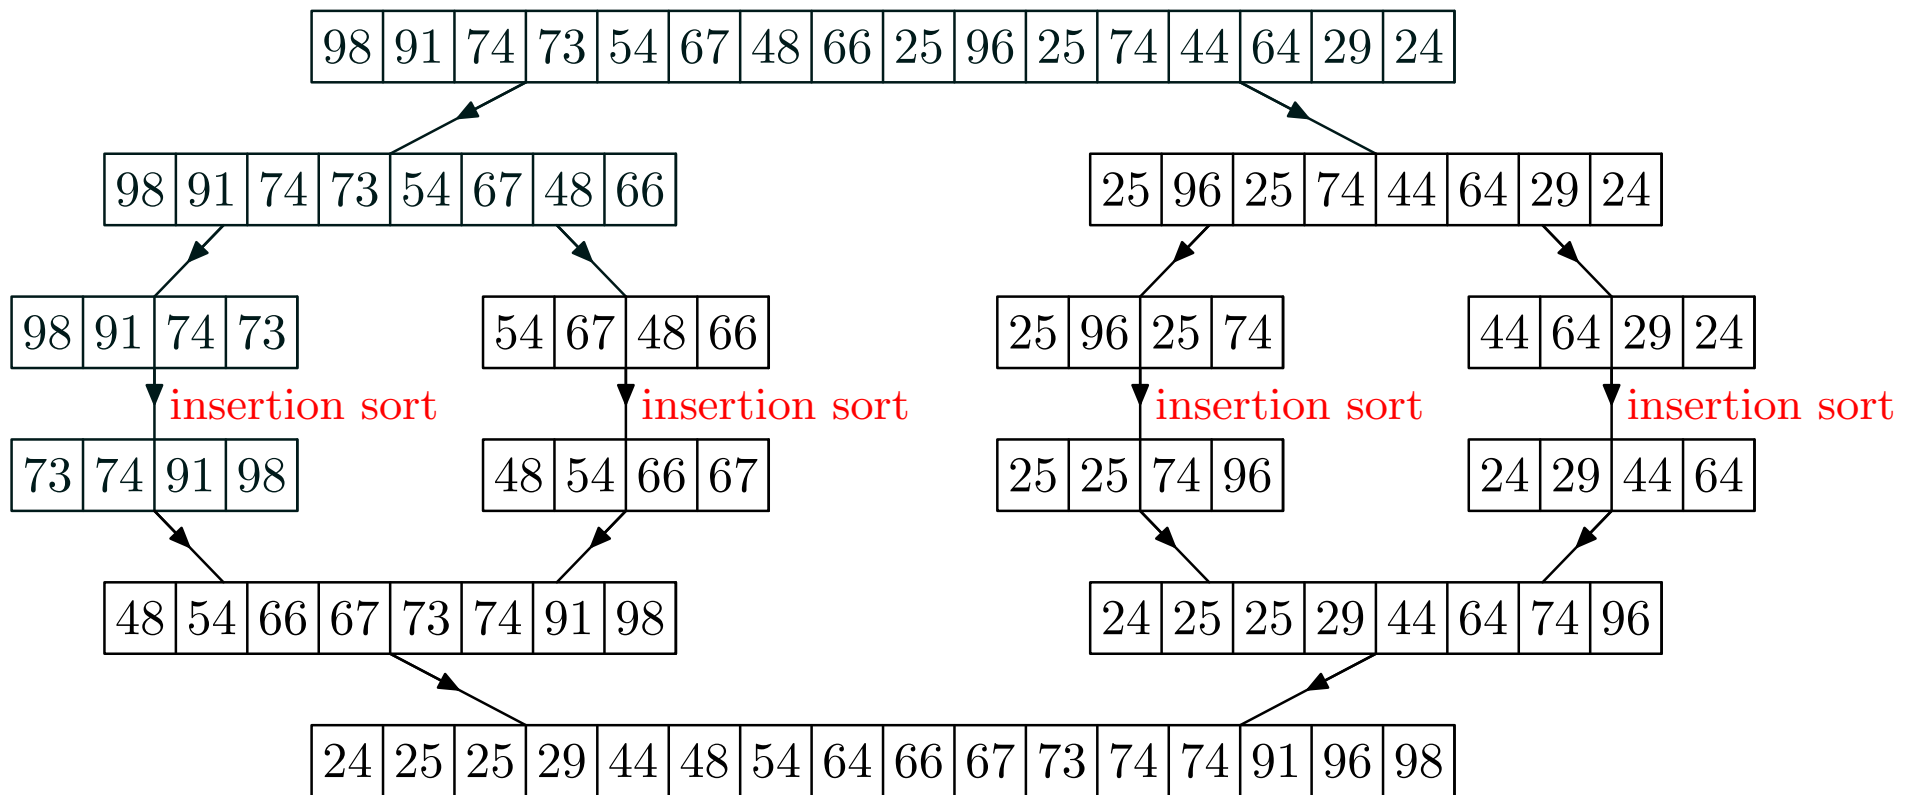 98 91 74 73 54 67 48 66 25 96 25 74 44 64 29 24
98 91 74 73 54 67 48 66
25 96 25 74 44 64 29 24
98 91 74 73
54 67 48 66
25 96 25 74
44 64 29 24
insertion sort
insertion sort
insertion sort
insertion sort
73 74 91 98
48 54 66 67
25 25 74 96
24 29 44 64
48 54 66 67 73 74 91 98
24 25 25 29 44 64 74 96
24 25 25 29 44 48 54 64 66 67 73 74 74 91 96 98